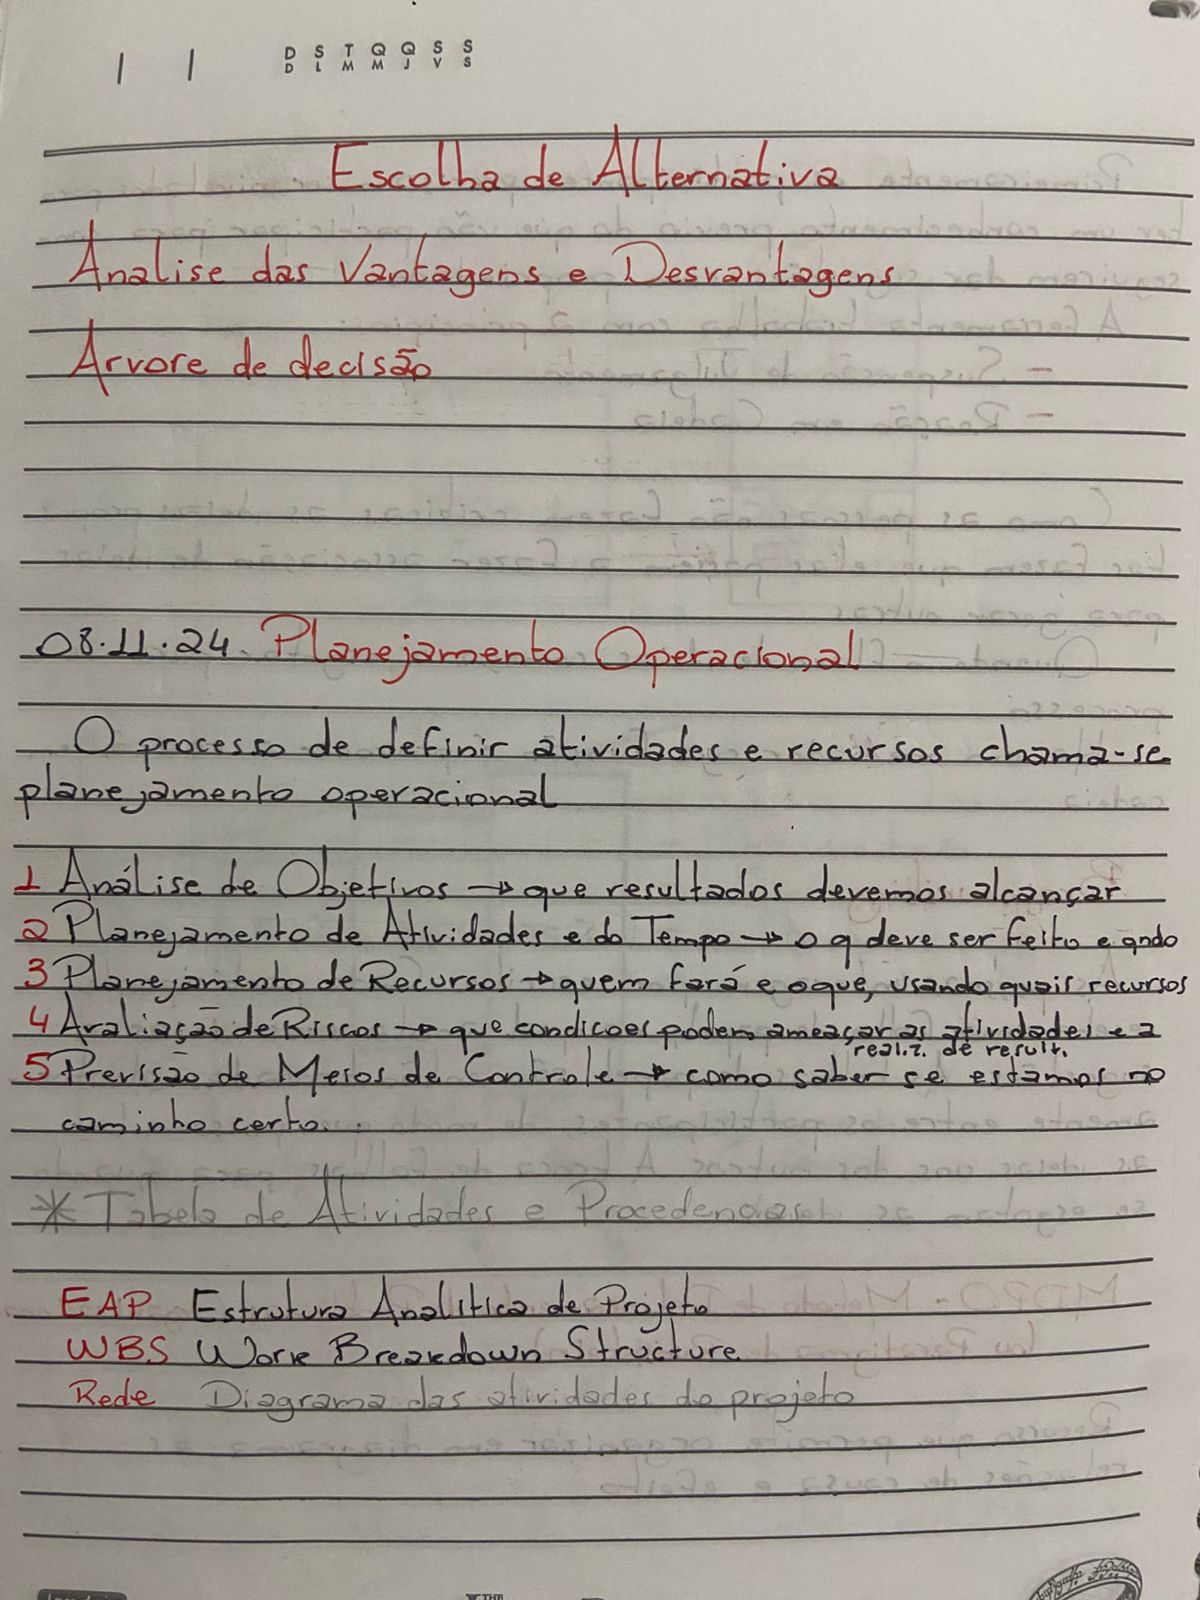 D S T Q Q S S
D L M M J V S
Escolha de Alternativa
Analise das Vantagens e Desvantagens
Arvore de decisão
08.11.24. Planejamento Operacional
O processo de definir atividades e recursos chama-se
planejamento operacional
1 Análise de Objetivos → que resultados devemos alcançar
2 Planejamento de Atividades e do Tempo → o q deve ser feito e qndo
3 Planejamento de Recursos → quem fará e oque, usando quais recursos
4 Avaliação de Riscos → que condicoes podem ameaçar as atividades e a
realiz. de result.
5 Previsão de Meios de Controle → como saber se estamos no
caminho certo.
* Tabela de Atividades e Procedencias
EAP Estrutura Analitica de Projeto
WBS Work Breakdown Structure
Rede Diagrama das atividades do projeto
THE